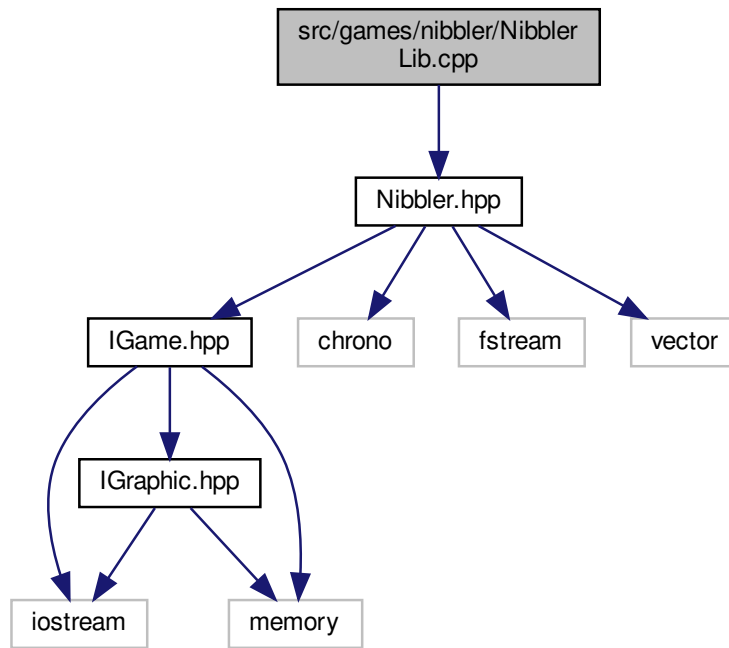 src/games/nibbler/Nibbler
Lib.cpp
Nibbler.hpp
IGame.hpp
chrono
fstream
vector
IGraphic.hpp
iostream
memory